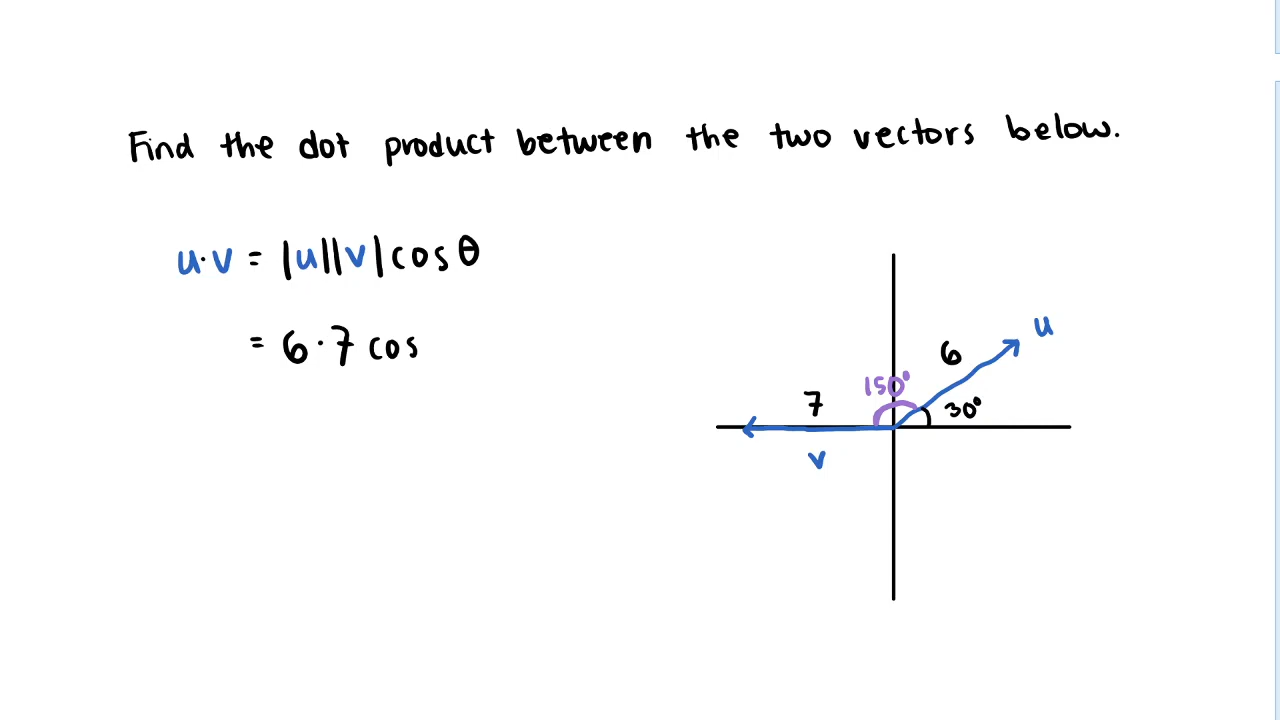 Find the dot product between the two vectors below.
u·v = |u||v| cos θ
= 6·7 cos
u
6
150°
7
30°
v